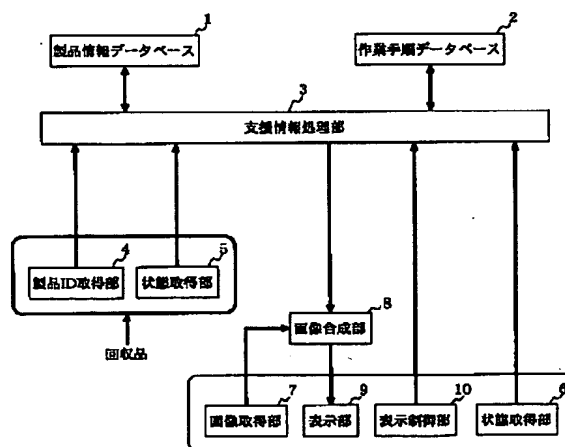 1
2
製品情報データベース
作業手順データベース
3
支援情報処理部
4
5
製品ID取得部
状態取得部
回収品
8
画像合成部
7
9
10
6
画像取得部
表示部
表示制御部
状態取得部